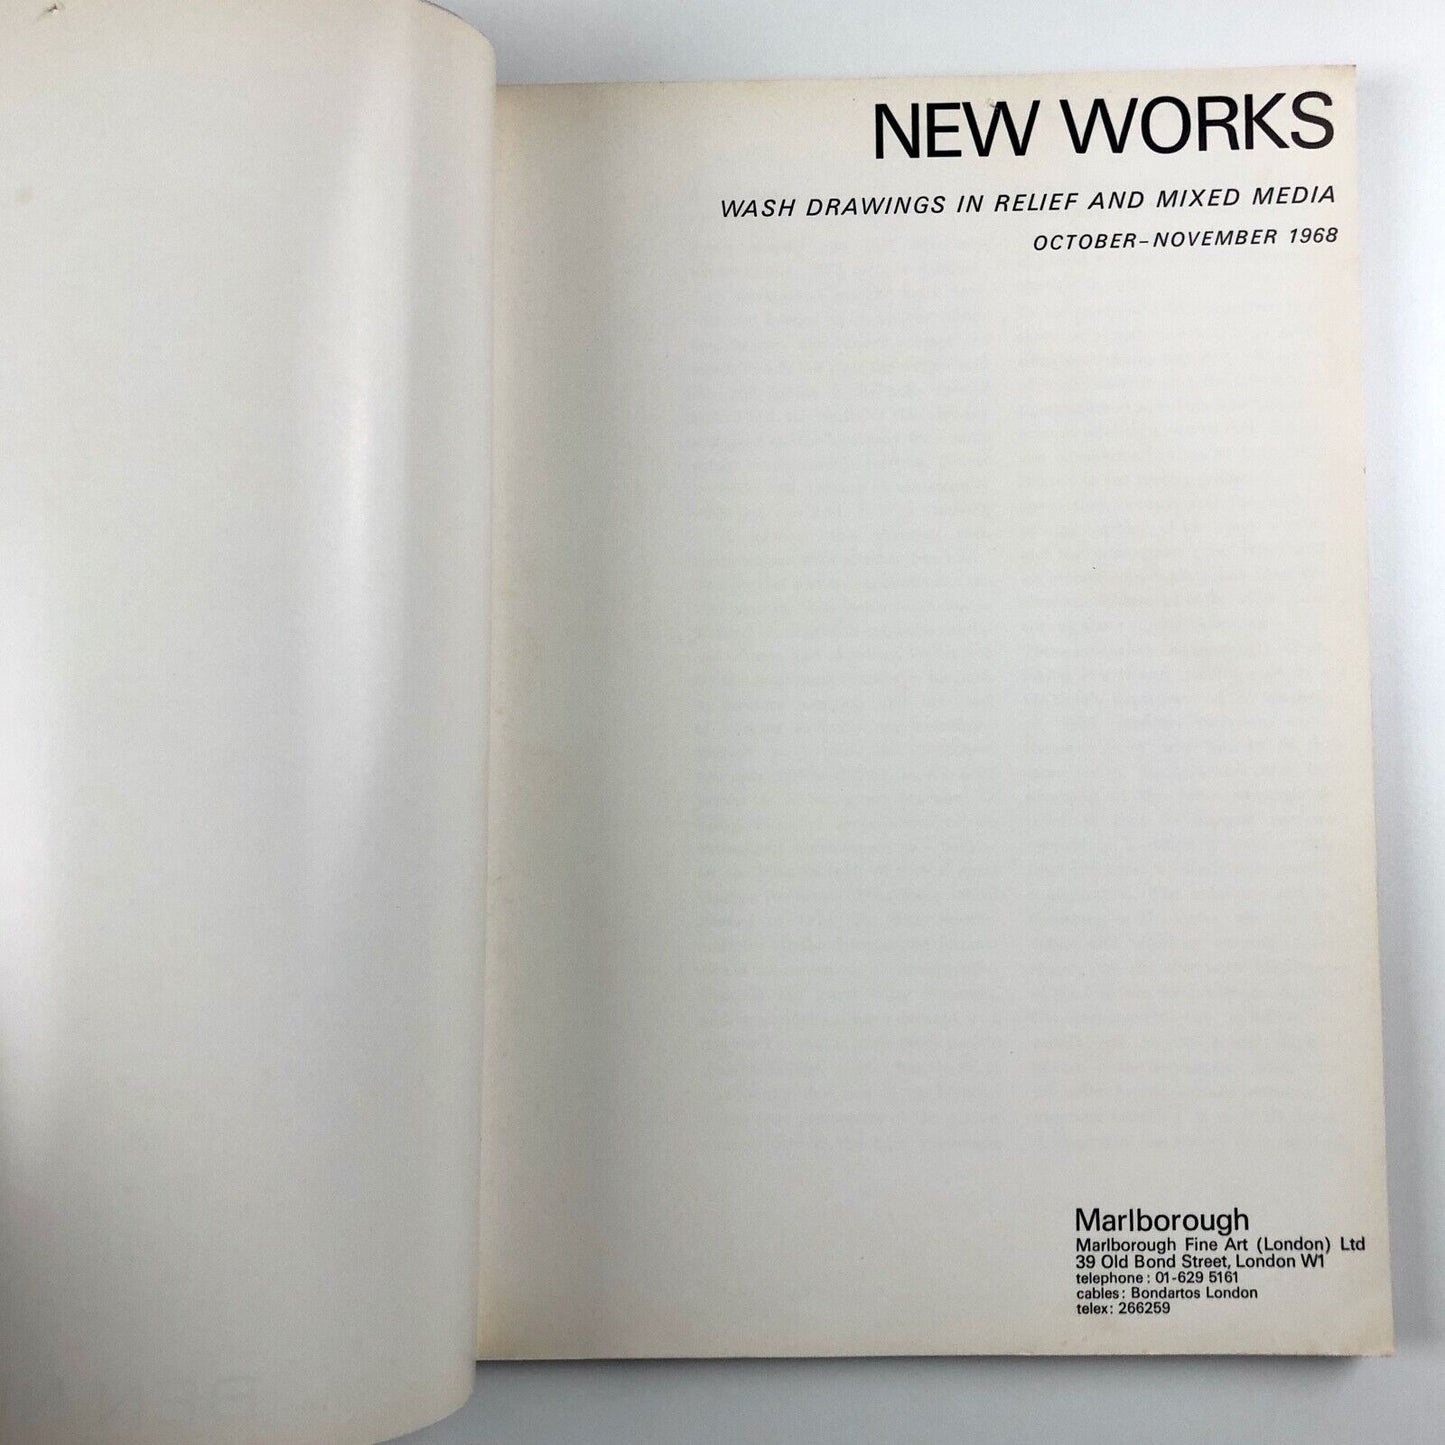 NEW WORKS
WASH DRAWINGS IN RELIEF AND MIXED MEDIA
OCTOBER–NOVEMBER 1968
Marlborough
Marlborough Fine Art (London) Ltd
39 Old Bond Street, London W1
telephone: 01-629 5161
cables: Bondartos London
telex: 266259